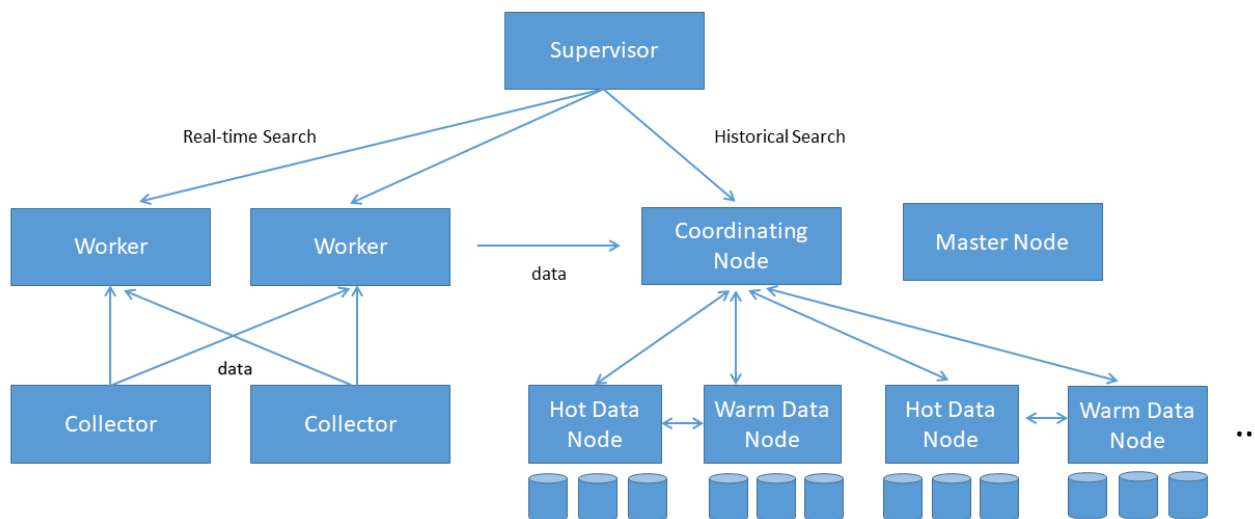 Supervisor
Real-time Search
Historical Search
Worker
Worker
Coordinating
Node
Master Node
data
data
Collector
Collector
Hot Data
Node
Warm Data
Node
Hot Data
Node
Warm Data
Node
..